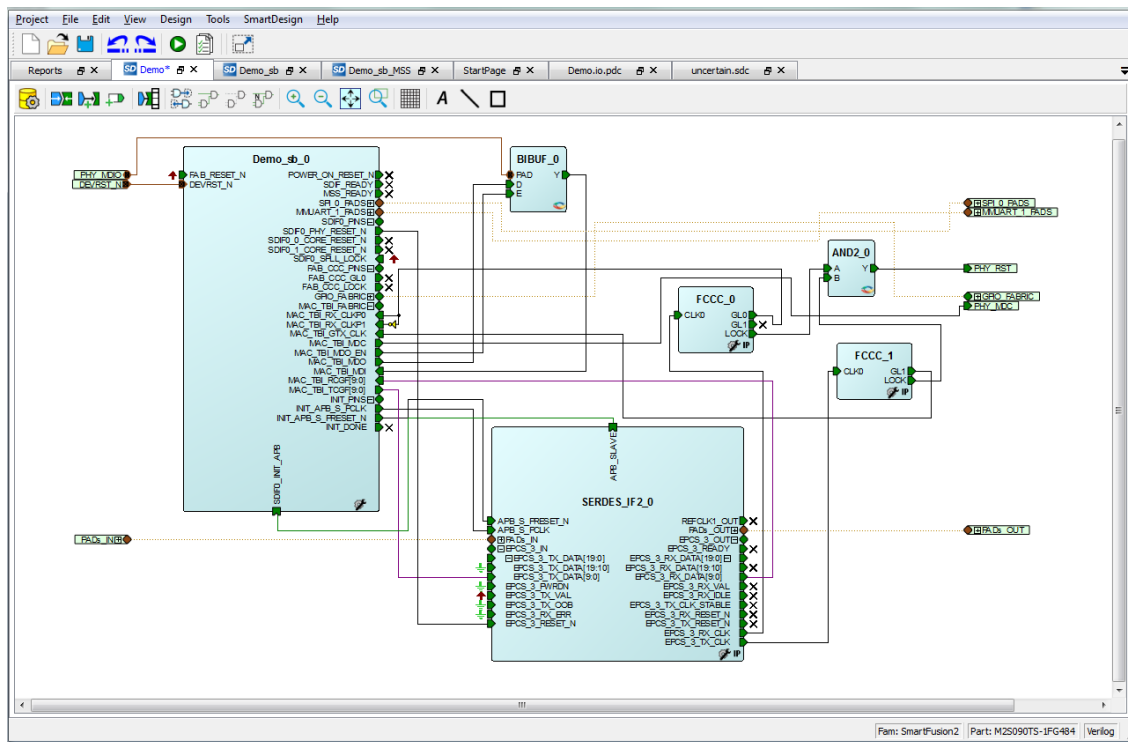 Project File Edit View Design Tools SmartDesign Help
Reports SD Demo* SD Demo_sb SD Demo_sb_MSS StartPage Demo.io.pdc uncertain.sdc
A
Demo_sb_0
PHY_MDIO
DEVRST_N
FAB_RESET_N
DEVRST_N
POWER_ON_RESET_N
SDIF_READY
MSS_READY
SPI_0_PADS
MMUART_1_PADS
SDIF0_PINS
SDIF0_PHY_RESET_N
SDIF0_0_CORE_RESET_N
SDIF0_1_CORE_RESET_N
SDIF0_SPLL_LOCK
FAB_CCC_PINS
FAB_CCC_GL0
FAB_CCC_LOCK
GPIO_FABRIC
MAC_TBI_FABRIC
MAC_TBI_RX_CLKP0
MAC_TBI_RX_CLKP1
MAC_TBI_GTX_CLK
MAC_TBI_MDC
MAC_TBI_MDO_EN
MAC_TBI_MDO
MAC_TBI_MDI
MAC_TBI_RCGF[9:0]
MAC_TBI_TCGF[9:0]
INIT_PINS
INIT_APB_S_PCLK
INIT_APB_S_PRESET_N
INIT_DONE
SDIF0_INIT_APB
BIBUF_0
PAD Y
D
E
SPI_0_PADS
MMUART_1_PADS
AND2_0
A Y
B
PHY_RST
GPIO_FABRIC
PHY_MDC
FCCC_0
CLK0 GL0
GL1
LOCK
IP
FCCC_1
CLK0 GL1
LOCK
IP
APB_SLAVE
SERDES_IF2_0
PADs_IN
APB_S_PRESET_N
APB_S_PCLK
PADs_IN
EPCS_3_IN
EPCS_3_TX_DATA[19:0]
EPCS_3_TX_DATA[19:10]
EPCS_3_TX_DATA[9:0]
EPCS_3_PWRDN
EPCS_3_TX_VAL
EPCS_3_TX_OOB
EPCS_3_RX_ERR
EPCS_3_RESET_N
REFCLK1_OUT
PADs_OUT
EPCS_3_OUT
EPCS_3_READY
EPCS_3_RX_DATA[19:0]
EPCS_3_RX_DATA[19:10]
EPCS_3_RX_DATA[9:0]
EPCS_3_RX_VAL
EPCS_3_RX_IDLE
EPCS_3_TX_CLK_STABLE
EPCS_3_RX_RESET_N
EPCS_3_TX_RESET_N
EPCS_3_RX_CLK
EPCS_3_TX_CLK
IP
PADs_OUT
Fam: SmartFusion2 Part: M2S090TS-1FG484 Verilog